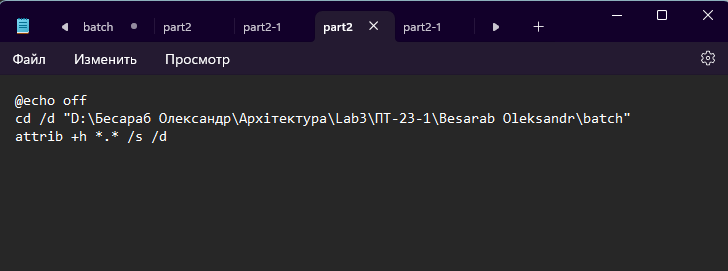 batch part2 part2-1 part2 part2-1
Файл Изменить Просмотр
@echo off
cd /d "D:\Бесараб Олександр\Архітектура\Lab3\ПТ-23-1\Besarab Oleksandr\batch"
attrib +h *.* /s /d